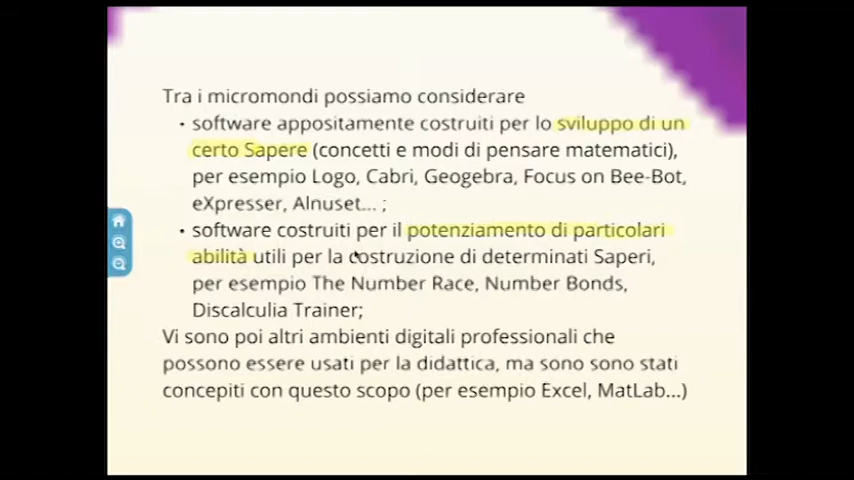 Tra i micromondi possiamo considerare
• software appositamente costruiti per lo sviluppo di un
certo Sapere (concetti e modi di pensare matematici),
per esempio Logo, Cabri, Geogebra, Focus on Bee-Bot,
eXpresser, Alnuset... ;
• software costruiti per il potenziamento di particolari
abilità utili per la costruzione di determinati Saperi,
per esempio The Number Race, Number Bonds,
Discalculia Trainer;
Vi sono poi altri ambienti digitali professionali che
possono essere usati per la didattica, ma sono sono stati
concepiti con questo scopo (per esempio Excel, MatLab...)